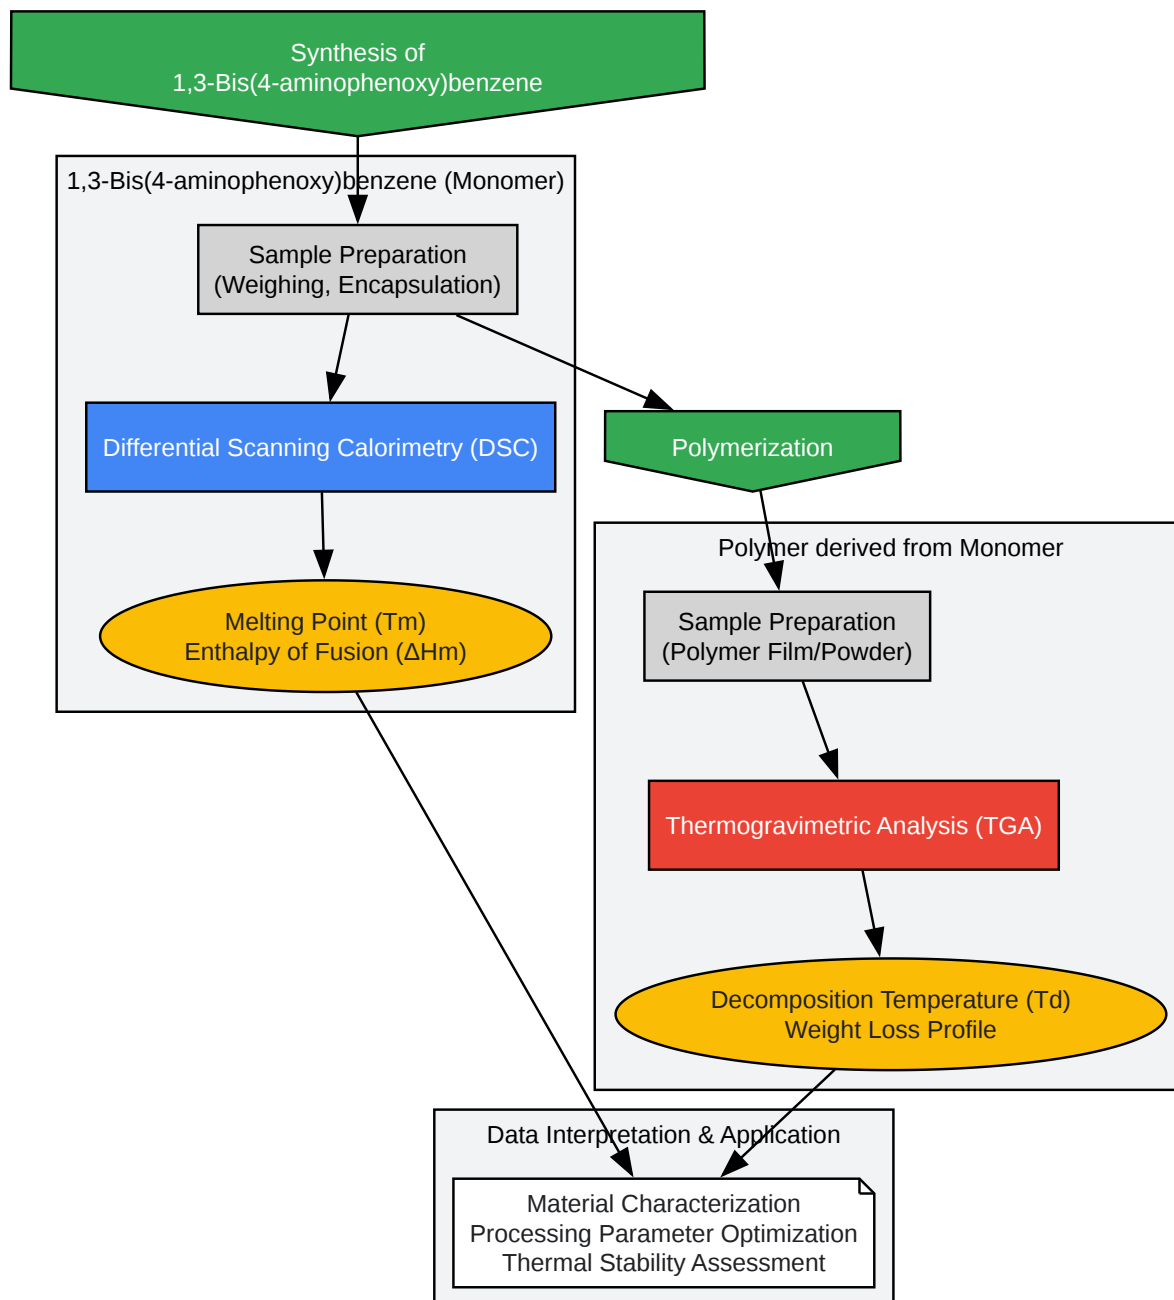 Synthesis of
1,3-Bis(4-aminophenoxy)benzene
1,3-Bis(4-aminophenoxy)benzene (Monomer)
Sample Preparation
(Weighing, Encapsulation)
Differential Scanning Calorimetry (DSC)
Polymerization
Melting Point (Tm)
Enthalpy of Fusion (ΔHm)
Polymer derived from Monomer
Sample Preparation
(Polymer Film/Powder)
Thermogravimetric Analysis (TGA)
Decomposition Temperature (Td)
Weight Loss Profile
Data Interpretation & Application
Material Characterization
Processing Parameter Optimization
Thermal Stability Assessment